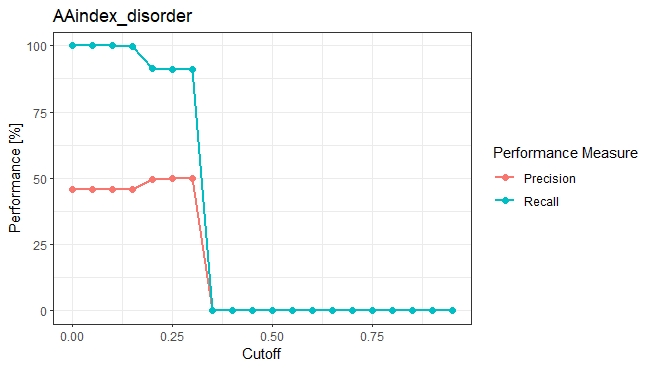 AAindex_disorder
Performance [%]
100
75
50
25
0
0.00 0.25 0.50 0.75
Cutoff
Performance Measure
Precision
Recall